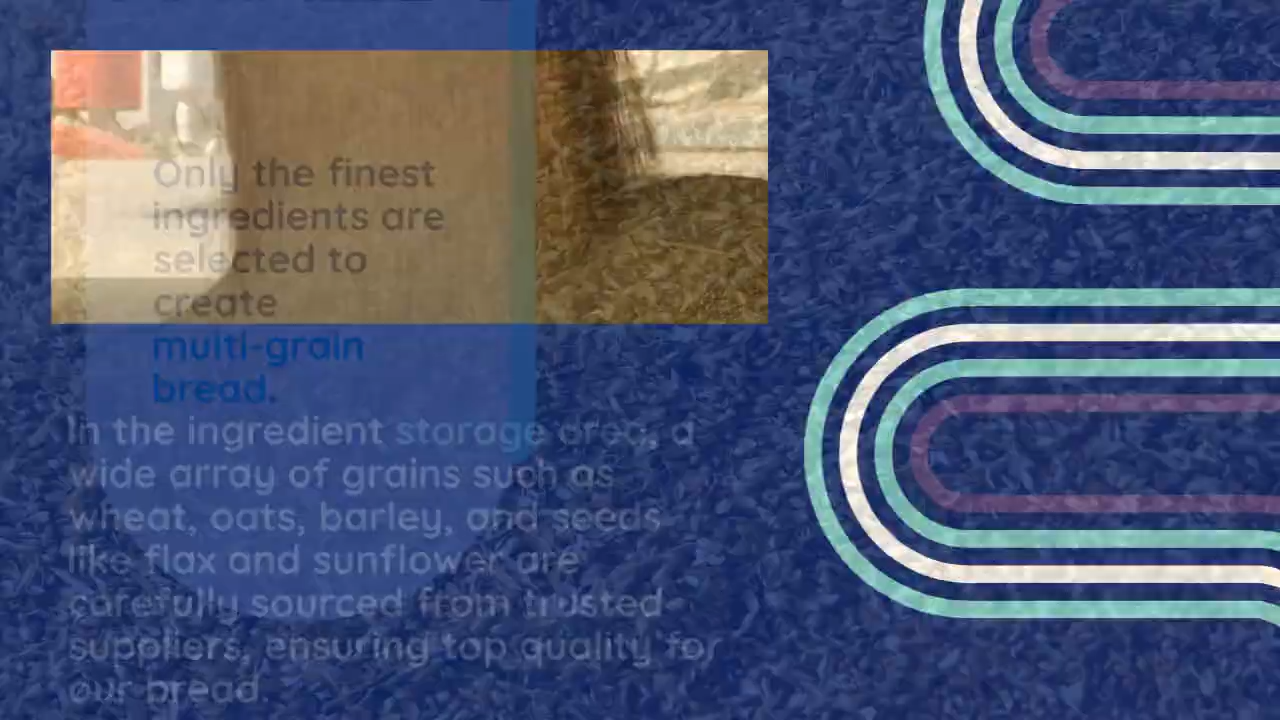 Only the finest
ingredients are
selected to
create
multi-grain
bread.
In the ingredient storage area, a
wide array of grains such as
wheat, oats, barley, and seeds
like flax and sunflower are
carefully sourced from trusted
suppliers, ensuring top quality for
our bread.